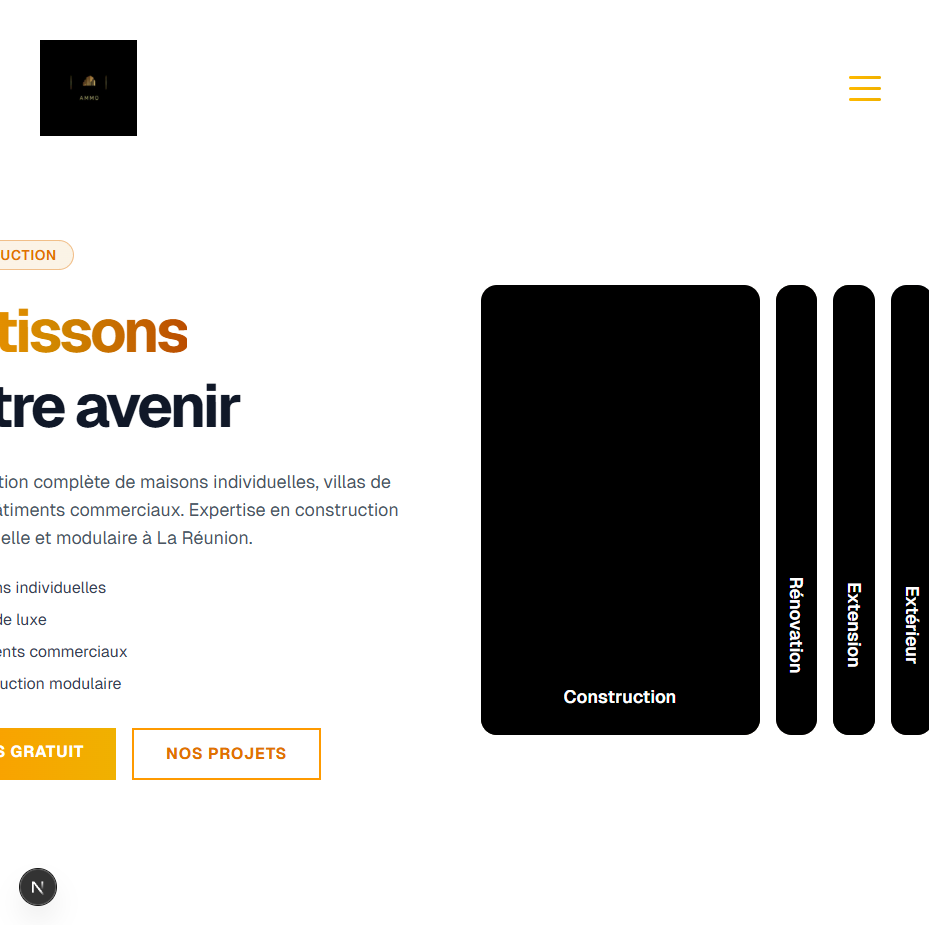 AMMO
UCTION
tissons
tre avenir
tion complète de maisons individuelles, villas de
âtiments commerciaux. Expertise en construction
elle et modulaire à La Réunion.
ns individuelles
de luxe
ents commerciaux
uction modulaire
S GRATUIT
NOS PROJETS
Construction
Rénovation
Extension
Extérieur
N